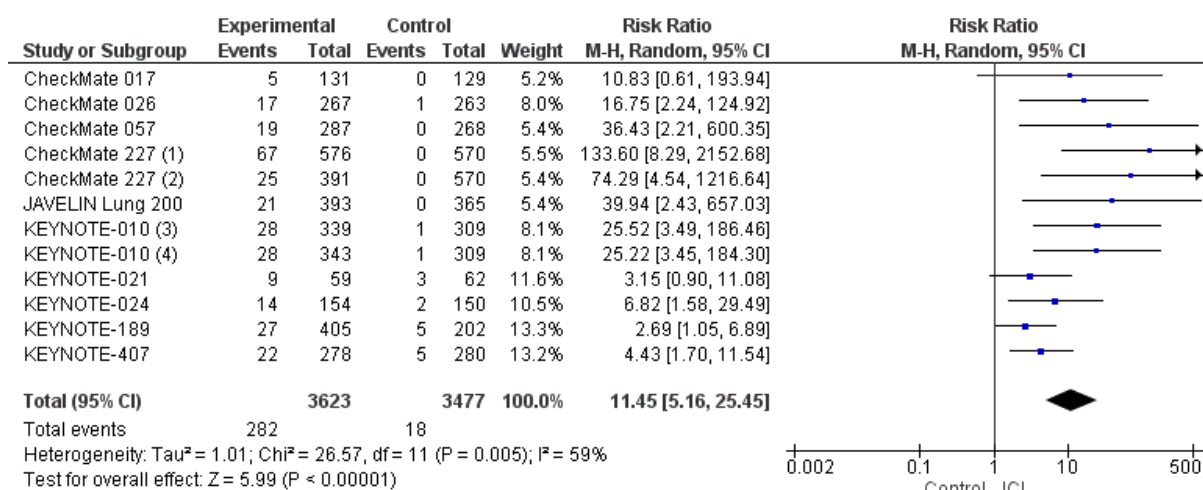 Experimental Control Risk Ratio Risk Ratio
Study or Subgroup Events Total Events Total Weight M-H, Random, 95% CI M-H, Random, 95% CI
CheckMate 017 5 131 0 129 5.2% 10.83 [0.61, 193.94]
CheckMate 026 17 267 1 263 8.0% 16.75 [2.24, 124.92]
CheckMate 057 19 287 0 268 5.4% 36.43 [2.21, 600.35]
CheckMate 227 (1) 67 576 0 570 5.5% 133.60 [8.29, 2152.68]
CheckMate 227 (2) 25 391 0 570 5.4% 74.29 [4.54, 1216.64]
JAVELIN Lung 200 21 393 0 365 5.4% 39.94 [2.43, 657.03]
KEYNOTE-010 (3) 28 339 1 309 8.1% 25.52 [3.49, 186.46]
KEYNOTE-010 (4) 28 343 1 309 8.1% 25.22 [3.45, 184.30]
KEYNOTE-021 9 59 3 62 11.6% 3.15 [0.90, 11.08]
KEYNOTE-024 14 154 2 150 10.5% 6.82 [1.58, 29.49]
KEYNOTE-189 27 405 5 202 13.3% 2.69 [1.05, 6.89]
KEYNOTE-407 22 278 5 280 13.2% 4.43 [1.70, 11.54]
Total (95% CI) 3623 3477 100.0% 11.45 [5.16, 25.45]
Total events 282 18
Heterogeneity: Tau² = 1.01; Chi² = 26.57, df = 11 (P = 0.005); I² = 59%
Test for overall effect: Z = 5.99 (P < 0.00001)
0.002 0.1 1 10 500
Control ICI